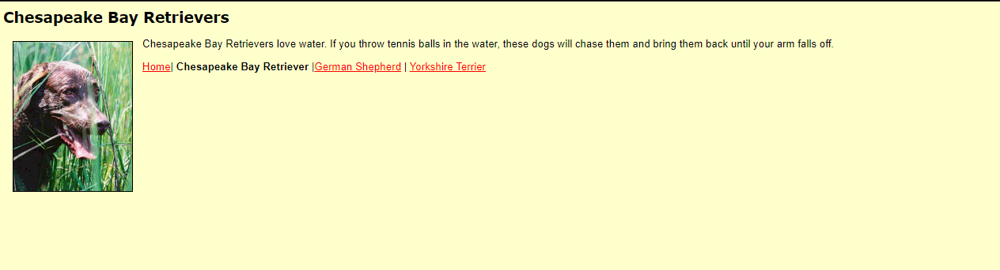 Chesapeake Bay Retrievers
Chesapeake Bay Retrievers love water. If you throw tennis balls in the water, these dogs will chase them and bring them back until your arm falls off.
Home| Chesapeake Bay Retriever |German Shepherd | Yorkshire Terrier